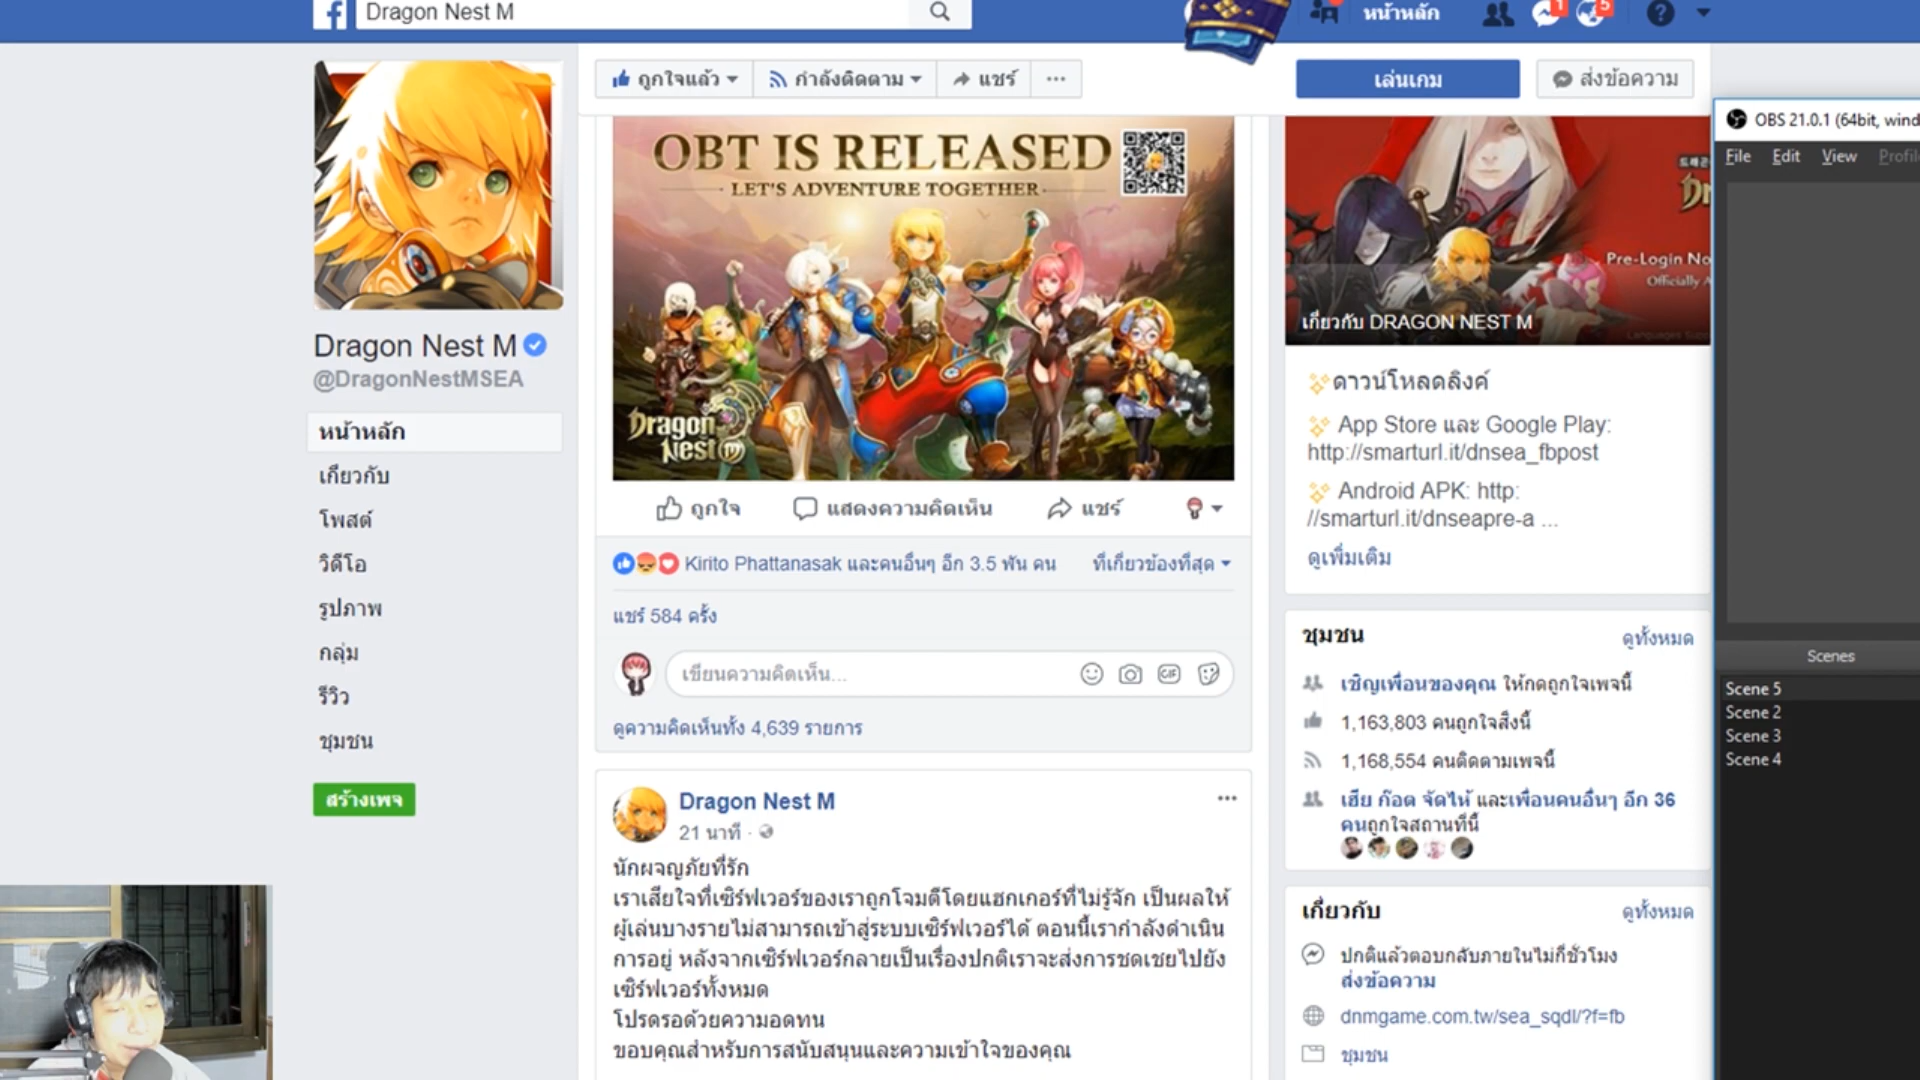 Dragon Nest M
หน้าหลัก
1
5
ถูกใจแล้ว
กำลังติดตาม
แชร์
เล่นเกม
ส่งข้อความ
Dragon Nest M
@DragonNestMSEA
หน้าหลัก
เกี่ยวกับ
โพสต์
วิดีโอ
รูปภาพ
กลุ่ม
รีวิว
ชุมชน
สร้างเพจ
OBT IS RELEASED
LET'S ADVENTURE TOGETHER
Dragon
Nest M
ถูกใจ
แสดงความคิดเห็น
แชร์
Kirito Phattanasak และคนอื่นๆ อีก 3.5 พัน คน
ที่เกี่ยวข้องที่สุด
แชร์ 584 ครั้ง
เขียนความคิดเห็น...
GIF
ดูความคิดเห็นทั้ง 4,639 รายการ
Dragon Nest M
21 นาที ·
นักผจญภัยที่รัก
เราเสียใจที่เซิร์ฟเวอร์ของเราถูกโจมตีโดยแฮกเกอร์ที่ไม่รู้จัก เป็นผลให้
ผู้เล่นบางรายไม่สามารถเข้าสู่ระบบเซิร์ฟเวอร์ได้ ตอนนี้เรากำลังดำเนิน
การอยู่ หลังจากเซิร์ฟเวอร์กลายเป็นเรื่องปกติเราจะส่งการชดเชยไปยัง
เซิร์ฟเวอร์ทั้งหมด
โปรดรอด้วยความอดทน
ขอบคุณสำหรับการสนับสนุนและความเข้าใจของคุณ
드래곤
Pre-Login No
Officially A
เกี่ยวกับ DRAGON NEST M
ดาวน์โหลดลิงค์
App Store และ Google Play:
http://smarturl.it/dnsea_fbpost
Android APK: http:
//smarturl.it/dnseapre-a ...
ดูเพิ่มเติม
ชุมชน
ดูทั้งหมด
เชิญเพื่อนของคุณ ให้กดถูกใจเพจนี้
1,163,803 คนถูกใจสิ่งนี้
1,168,554 คนติดตามเพจนี้
เฮีย ก๊อต จัดไห้ และเพื่อนคนอื่นๆ อีก 36
คนถูกใจสถานที่นี้
เกี่ยวกับ
ดูทั้งหมด
ปกติแล้วตอบกลับภายในไม่กี่ชั่วโมง
ส่งข้อความ
dnmgame.com.tw/sea_sqdl/?f=fb
ชุมชน
OBS 21.0.1 (64bit, wind
File Edit View Profil
Scenes
Scene 5
Scene 2
Scene 3
Scene 4